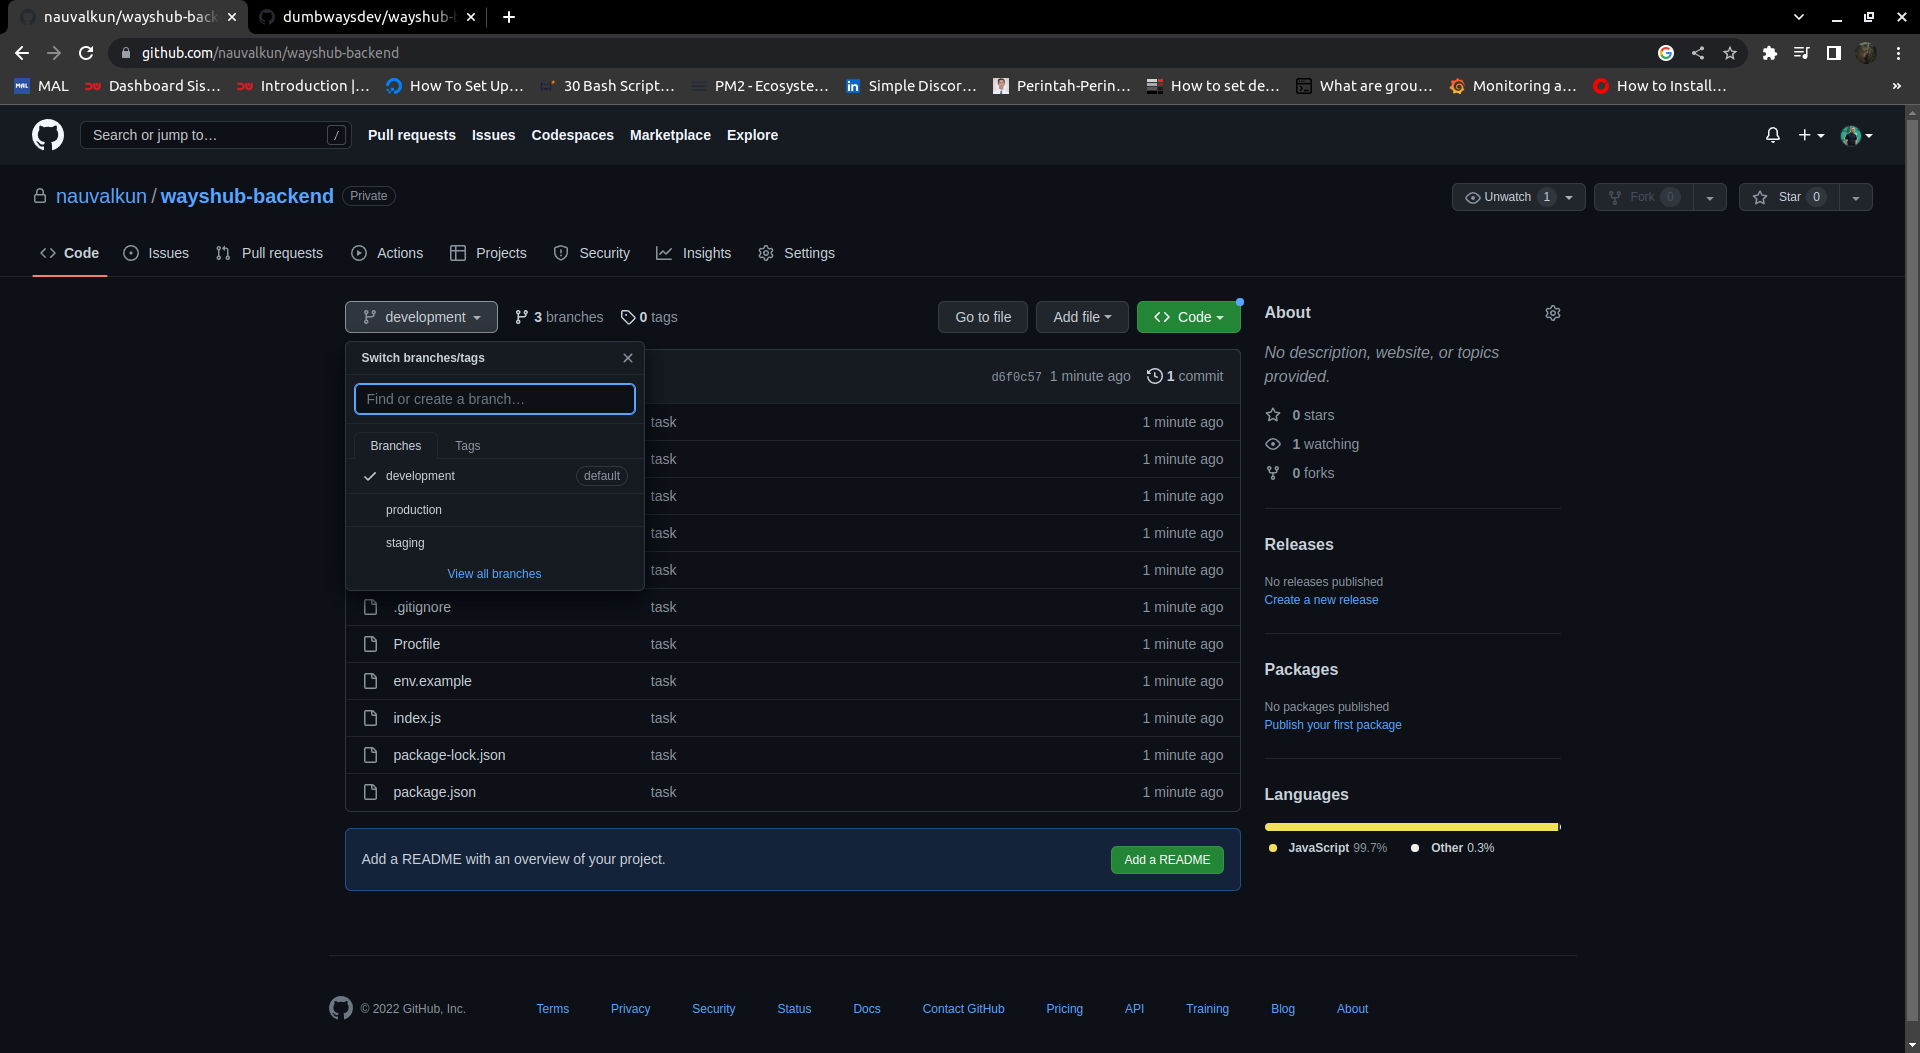 nauvalkun/wayshub-back
dumbwaysdev/wayshub-
github.com/nauvalkun/wayshub-backend
MAL
Dashboard Sis...
Introduction |...
How To Set Up...
30 Bash Script...
PM2 - Ecosyste...
Simple Discor...
Perintah-Perin...
How to set de...
What are grou...
Monitoring a...
How to Install...
»
Search or jump to...
/
Pull requests
Issues
Codespaces
Marketplace
Explore
nauvalkun / wayshub-backend
Private
Unwatch 1
Fork 0
Star 0
Code
Issues
Pull requests
Actions
Projects
Security
Insights
Settings
development
3 branches
0 tags
Go to file
Add file
Code
Switch branches/tags
Find or create a branch...
Branches
Tags
development
default
production
staging
View all branches
d6f0c57 1 minute ago
1 commit
task 1 minute ago
task 1 minute ago
task 1 minute ago
task 1 minute ago
task 1 minute ago
.gitignore task 1 minute ago
Procfile task 1 minute ago
env.example task 1 minute ago
index.js task 1 minute ago
package-lock.json task 1 minute ago
package.json task 1 minute ago
Add a README with an overview of your project.
Add a README
About
No description, website, or topics
provided.
0 stars
1 watching
0 forks
Releases
No releases published
Create a new release
Packages
No packages published
Publish your first package
Languages
JavaScript 99.7%
Other 0.3%
© 2022 GitHub, Inc.
Terms
Privacy
Security
Status
Docs
Contact GitHub
Pricing
API
Training
Blog
About